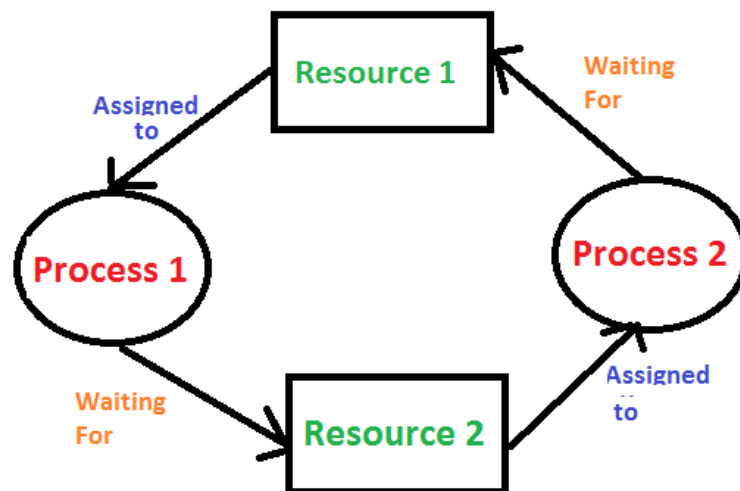 Resource 1
Waiting
For
Assigned
to
Process 1
Process 2
Waiting
For
Resource 2
Assigned
to